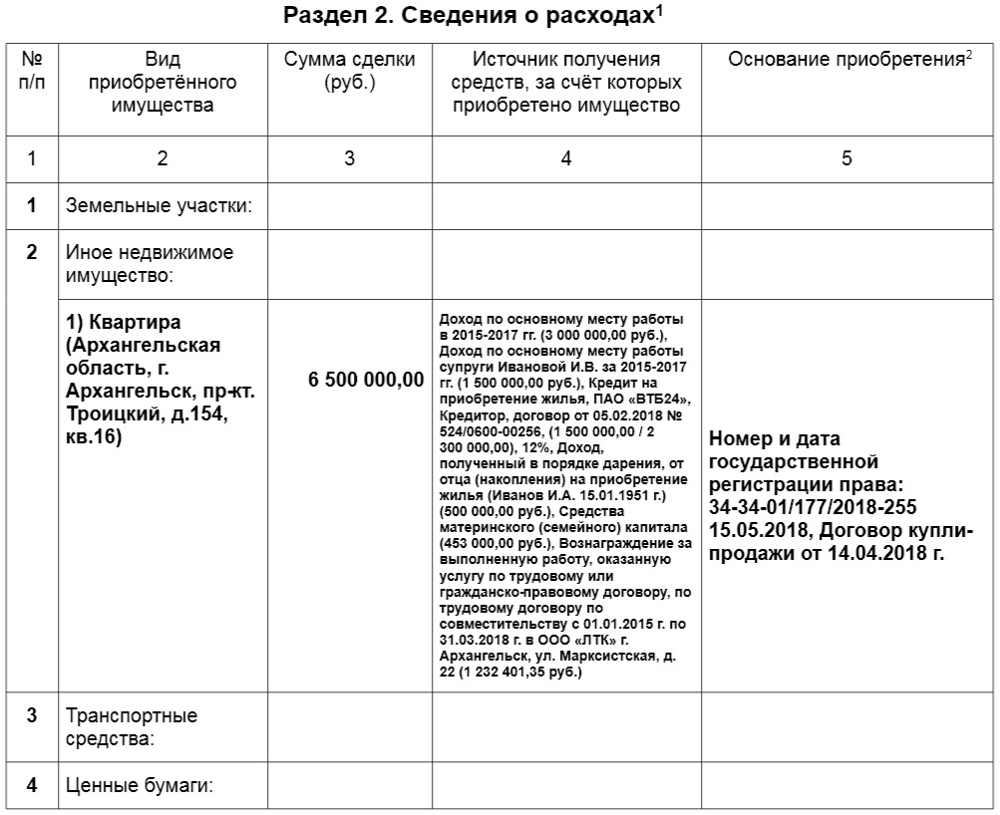 Раздел 2. Сведения о расходах¹
№
п/п
Вид
приобретённого
имущества
Сумма сделки
(руб.)
Источник получения
средств, за счёт которых
приобретено имущество
Основание приобретения²
1
2
3
4
5
1
Земельные участки:
2
Иное недвижимое
имущество:
1) Квартира
(Архангельская
область, г.
Архангельск, пр-кт.
Троицкий, д.154,
кв.16)
6 500 000,00
Доход по основному месту работы
в 2015-2017 гг. (3 000 000,00 руб.),
Доход по основному месту работы
супруги Ивановой И.В. за 2015-2017
гг. (1 500 000,00 руб.), Кредит на
приобретение жилья, ПАО «ВТБ24»,
Кредитор, договор от 05.02.2018 №
524/0600-00256, (1 500 000,00 / 2
300 000,00), 12%, Доход,
полученный в порядке дарения, от
отца (накопления) на приобретение
жилья (Иванов И.А. 15.01.1951 г.)
(500 000,00 руб.), Средства
материнского (семейного) капитала
(453 000,00 руб.), Вознаграждение за
выполненную работу, оказанную
услугу по трудовому или
гражданско-правовому договору, по
трудовому договору по
совместительству с 01.01.2015 г. по
31.03.2018 г. в ООО «ЛТК» г.
Архангельск, ул. Марксистская, д.
22 (1 232 401,35 руб.)
Номер и дата
государственной
регистрации права:
34-34-01/177/2018-255
15.05.2018, Договор купли-
продажи от 14.04.2018 г.
3
Транспортные
средства:
4
Ценные бумаги: